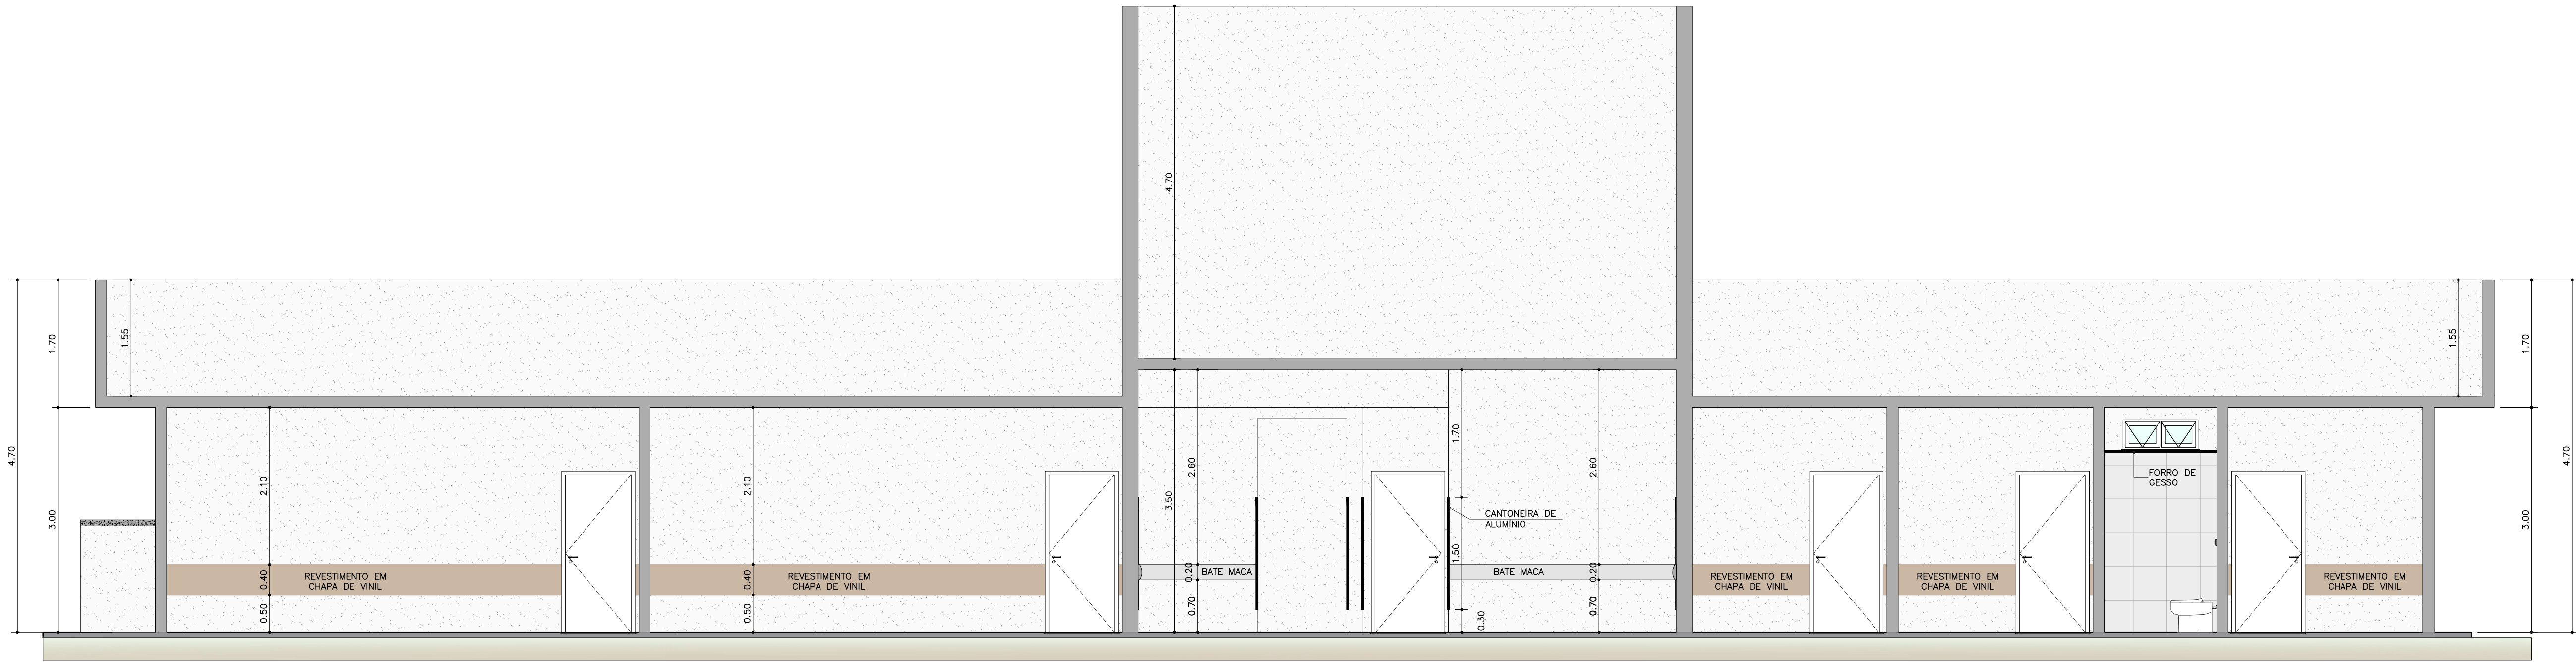 4.70
1.70
3.00
1.55
2.10
0.40
0.50
REVESTIMENTO EM
CHAPA DE VINIL
2.10
0.40
0.50
REVESTIMENTO EM
CHAPA DE VINIL
4.70
3.50
2.60
0.20
0.70
BATE MACA
1.70
1.50
0.30
CANTONEIRA DE
ALUMÍNIO
BATE MACA
2.60
0.20
0.70
REVESTIMENTO EM
CHAPA DE VINIL
REVESTIMENTO EM
CHAPA DE VINIL
FORRO DE
GESSO
REVESTIMENTO EM
CHAPA DE VINIL
1.55
1.70
3.00
4.70